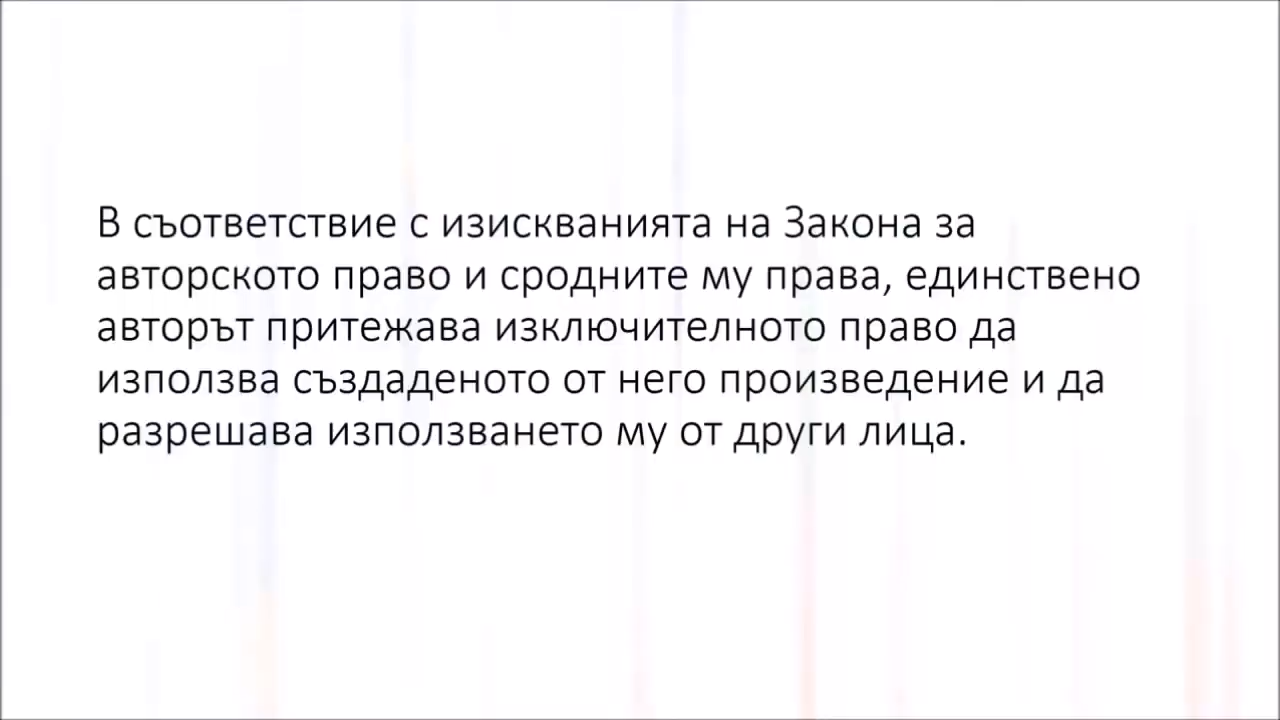 В съответствие с изискванията на Закона за
авторското право и сродните му права, единствено
авторът притежава изключителното право да
използва създаденото от него произведение и да
разрешава използването му от други лица.